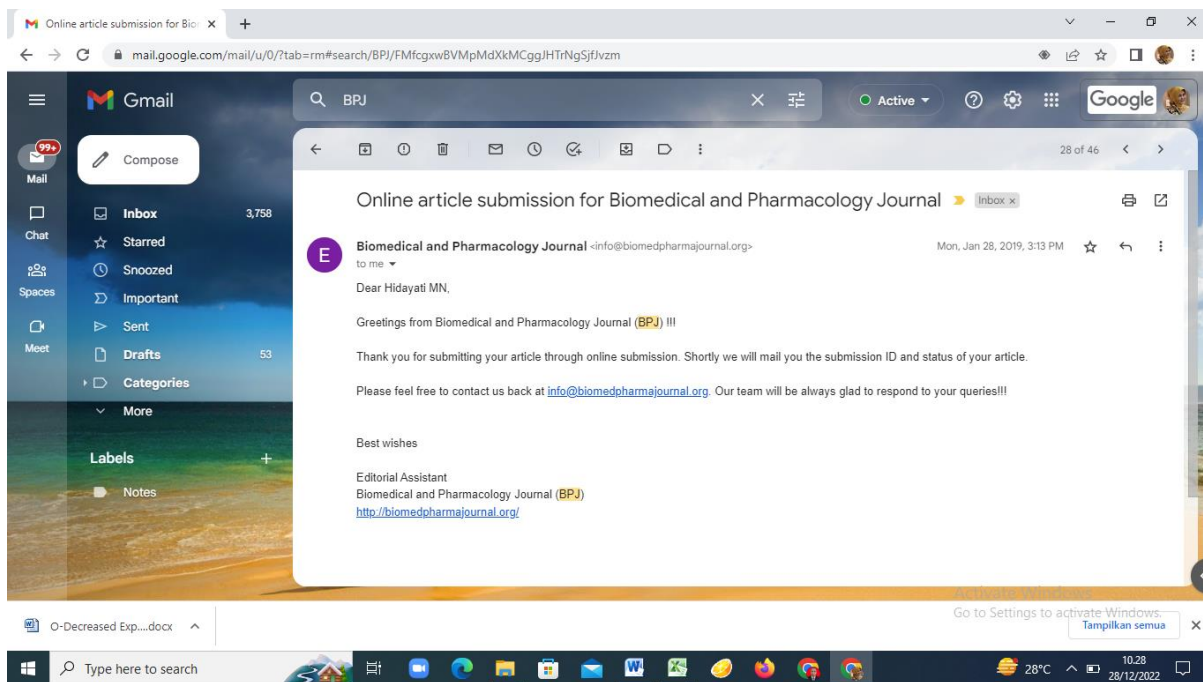 Online article submission for Bior
mail.google.com/mail/u/0/?tab=rm#search/BPJ/FMfcgxwBVMpMdXkMCggJHTrNgSjfJvzm
Gmail
BPJ
Active
Google
99+
Mail
Compose
28 of 46
Online article submission for Biomedical and Pharmacology Journal
Inbox x
Chat
Inbox 3,758
Starred
Biomedical and Pharmacology Journal <info@biomedpharmajournal.org>
Mon, Jan 28, 2019, 3:13 PM
to me
Spaces
Snoozed
Dear Hidayati MN,
Important
Meet
Sent
Greetings from Biomedical and Pharmacology Journal (BPJ) !!!
Drafts 53
Thank you for submitting your article through online submission. Shortly we will mail you the submission ID and status of your article.
Categories
Please feel free to contact us back at info@biomedpharmajournal.org. Our team will be always glad to respond to your queries!!!
More
Best wishes
Labels
Editorial Assistant
Notes
Biomedical and Pharmacology Journal (BPJ)
http://biomedpharmajournal.org/
Activate Windows
Go to Settings to activate Windows.
O-Decreased Exp....docx
Tampilkan semua
Type here to search
28°C
10.28
28/12/2022